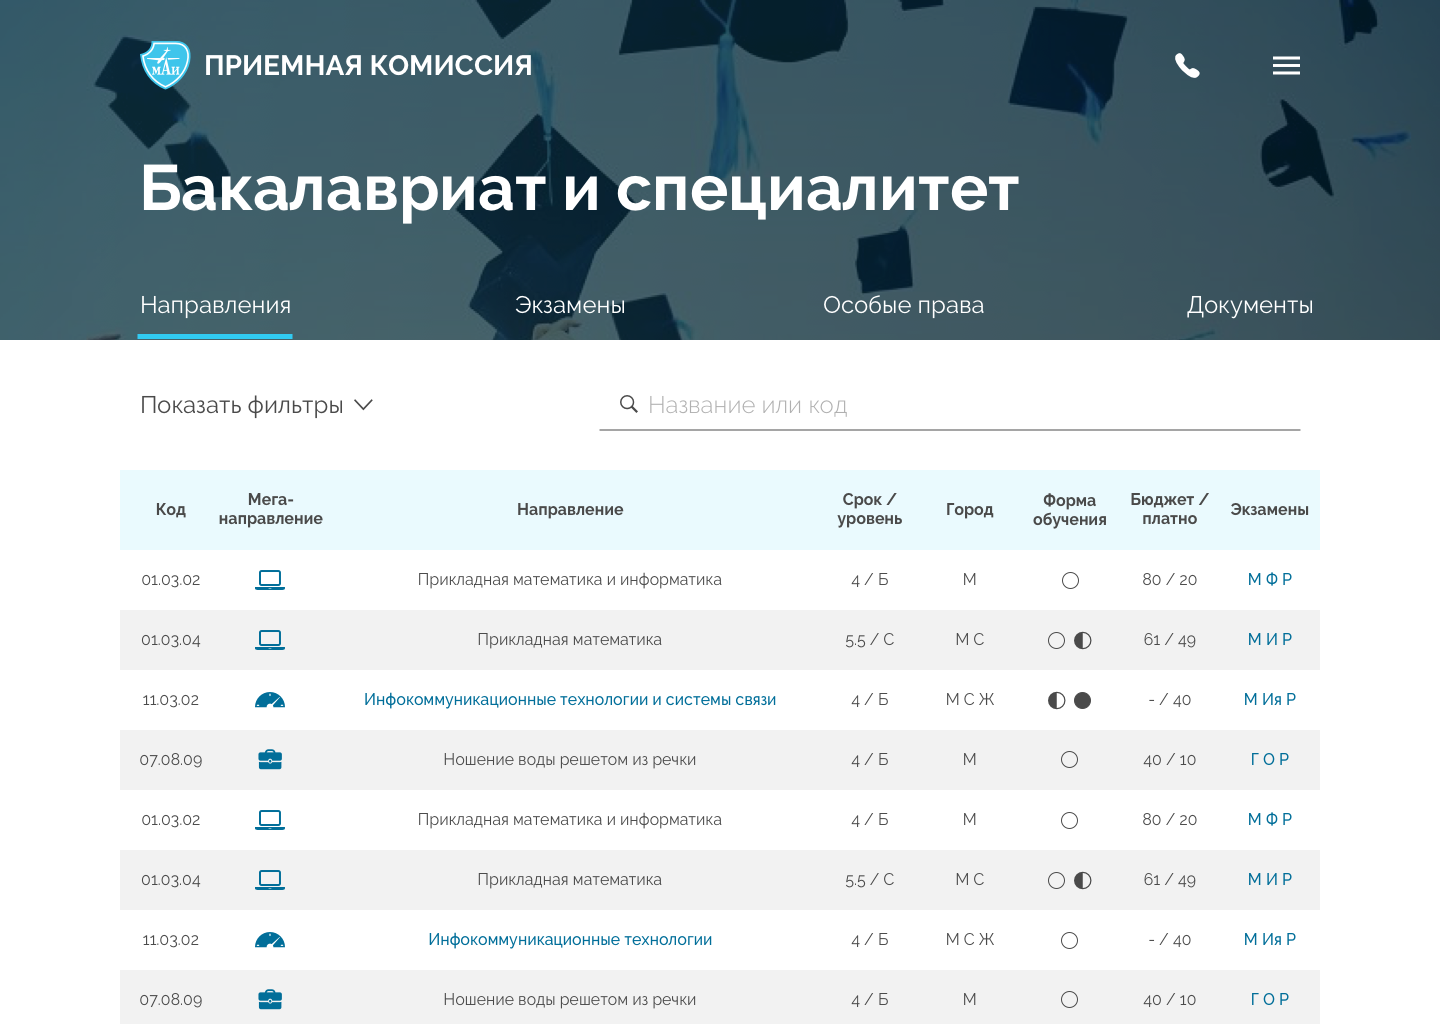 МАИ
ПРИЕМНАЯ КОМИССИЯ
Бакалавриат и специалитет
Направления Экзамены Особые права Документы
Показать фильтры Название или код
Код Мега-направление Направление Срок / уровень Город Форма обучения Бюджет / платно Экзамены
01.03.02 Прикладная математика и информатика 4 / Б М 80 / 20 М Ф Р
01.03.04 Прикладная математика 5.5 / С М С 61 / 49 М И Р
11.03.02 Инфокоммуникационные технологии и системы связи 4 / Б М С Ж - / 40 М Ия Р
07.08.09 Ношение воды решетом из речки 4 / Б М 40 / 10 Г О Р
01.03.02 Прикладная математика и информатика 4 / Б М 80 / 20 М Ф Р
01.03.04 Прикладная математика 5.5 / С М С 61 / 49 М И Р
11.03.02 Инфокоммуникационные технологии 4 / Б М С Ж - / 40 М Ия Р
07.08.09 Ношение воды решетом из речки 4 / Б М 40 / 10 Г О Р